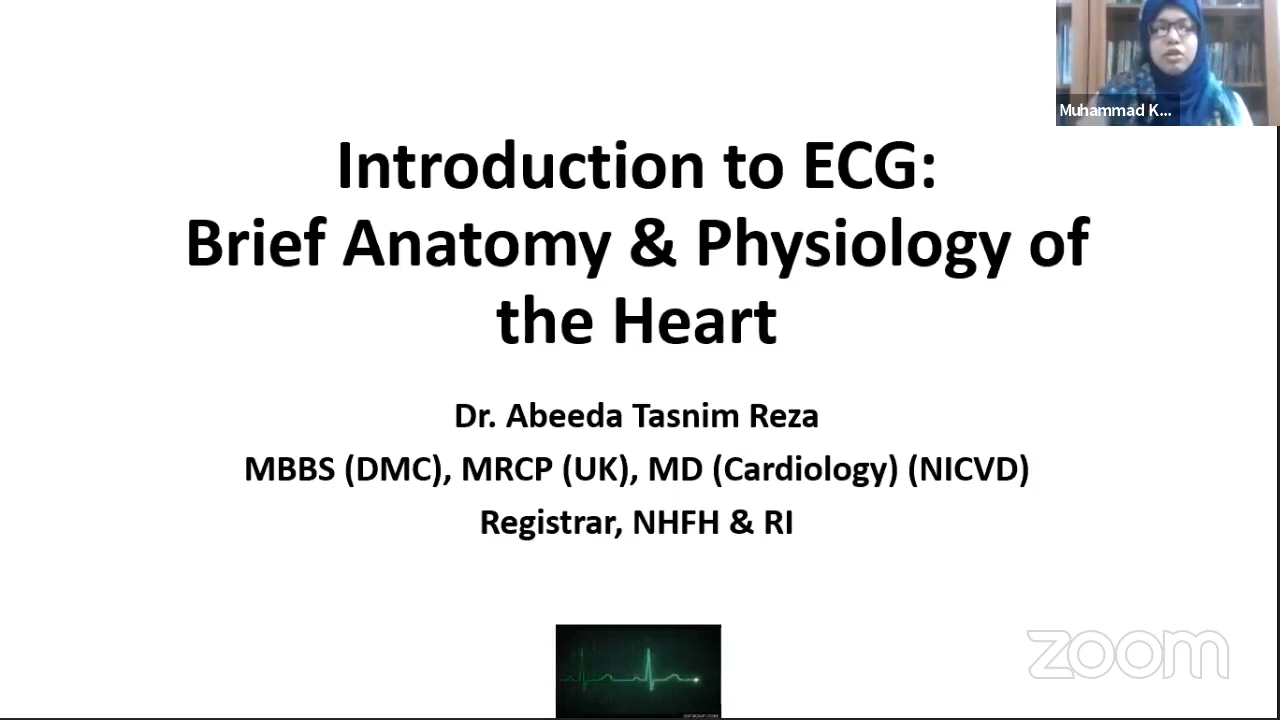 Muhammad K...
Introduction to ECG:
Brief Anatomy & Physiology of
the Heart
Dr. Abeeda Tasnim Reza
MBBS (DMC), MRCP (UK), MD (Cardiology) (NICVD)
Registrar, NHFH & RI
zoom